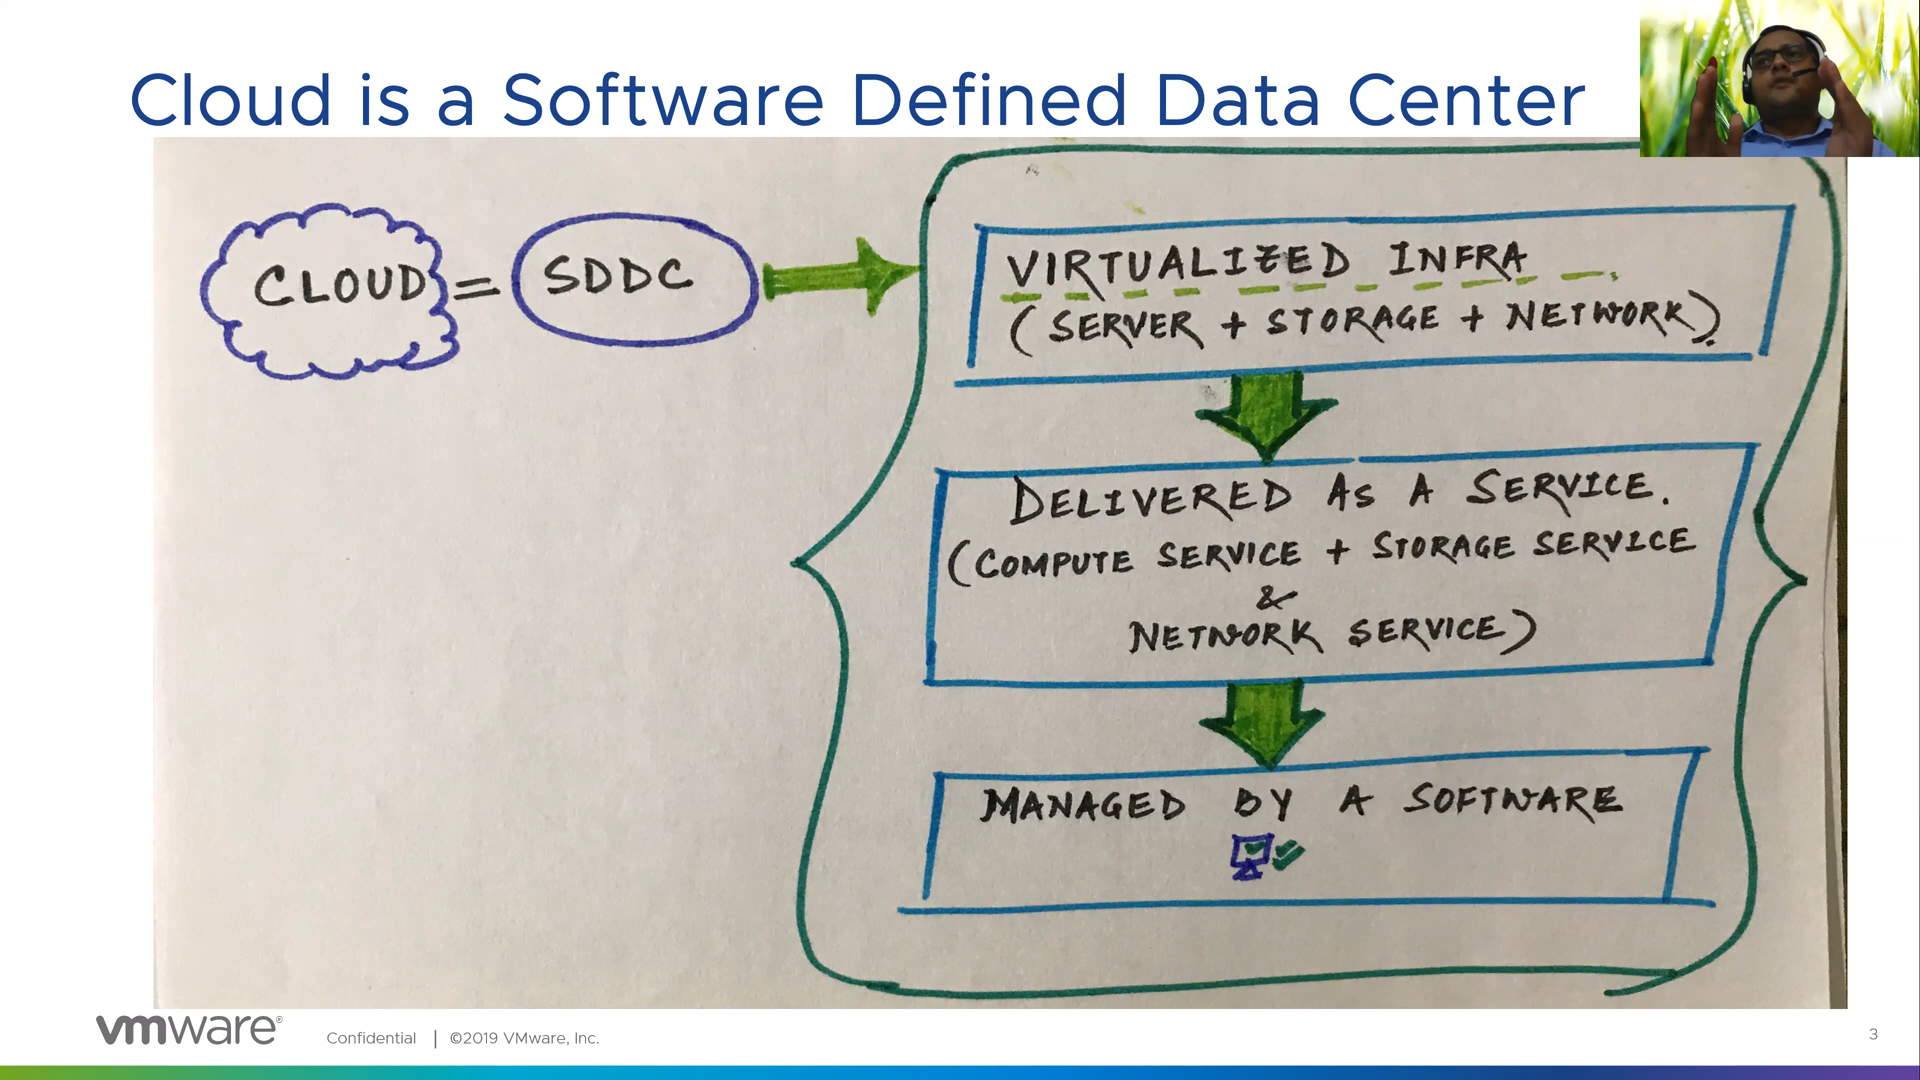 Cloud is a Software Defined Data Center
CLOUD = SDDC
VIRTUALIZED INFRA
(SERVER + STORAGE + NETWORK).
DELIVERED AS A SERVICE.
(COMPUTE SERVICE + STORAGE SERVICE
&
NETWORK SERVICE)
MANAGED BY A SOFTWARE
vmware®
Confidential | ©2019 VMware, Inc.
3